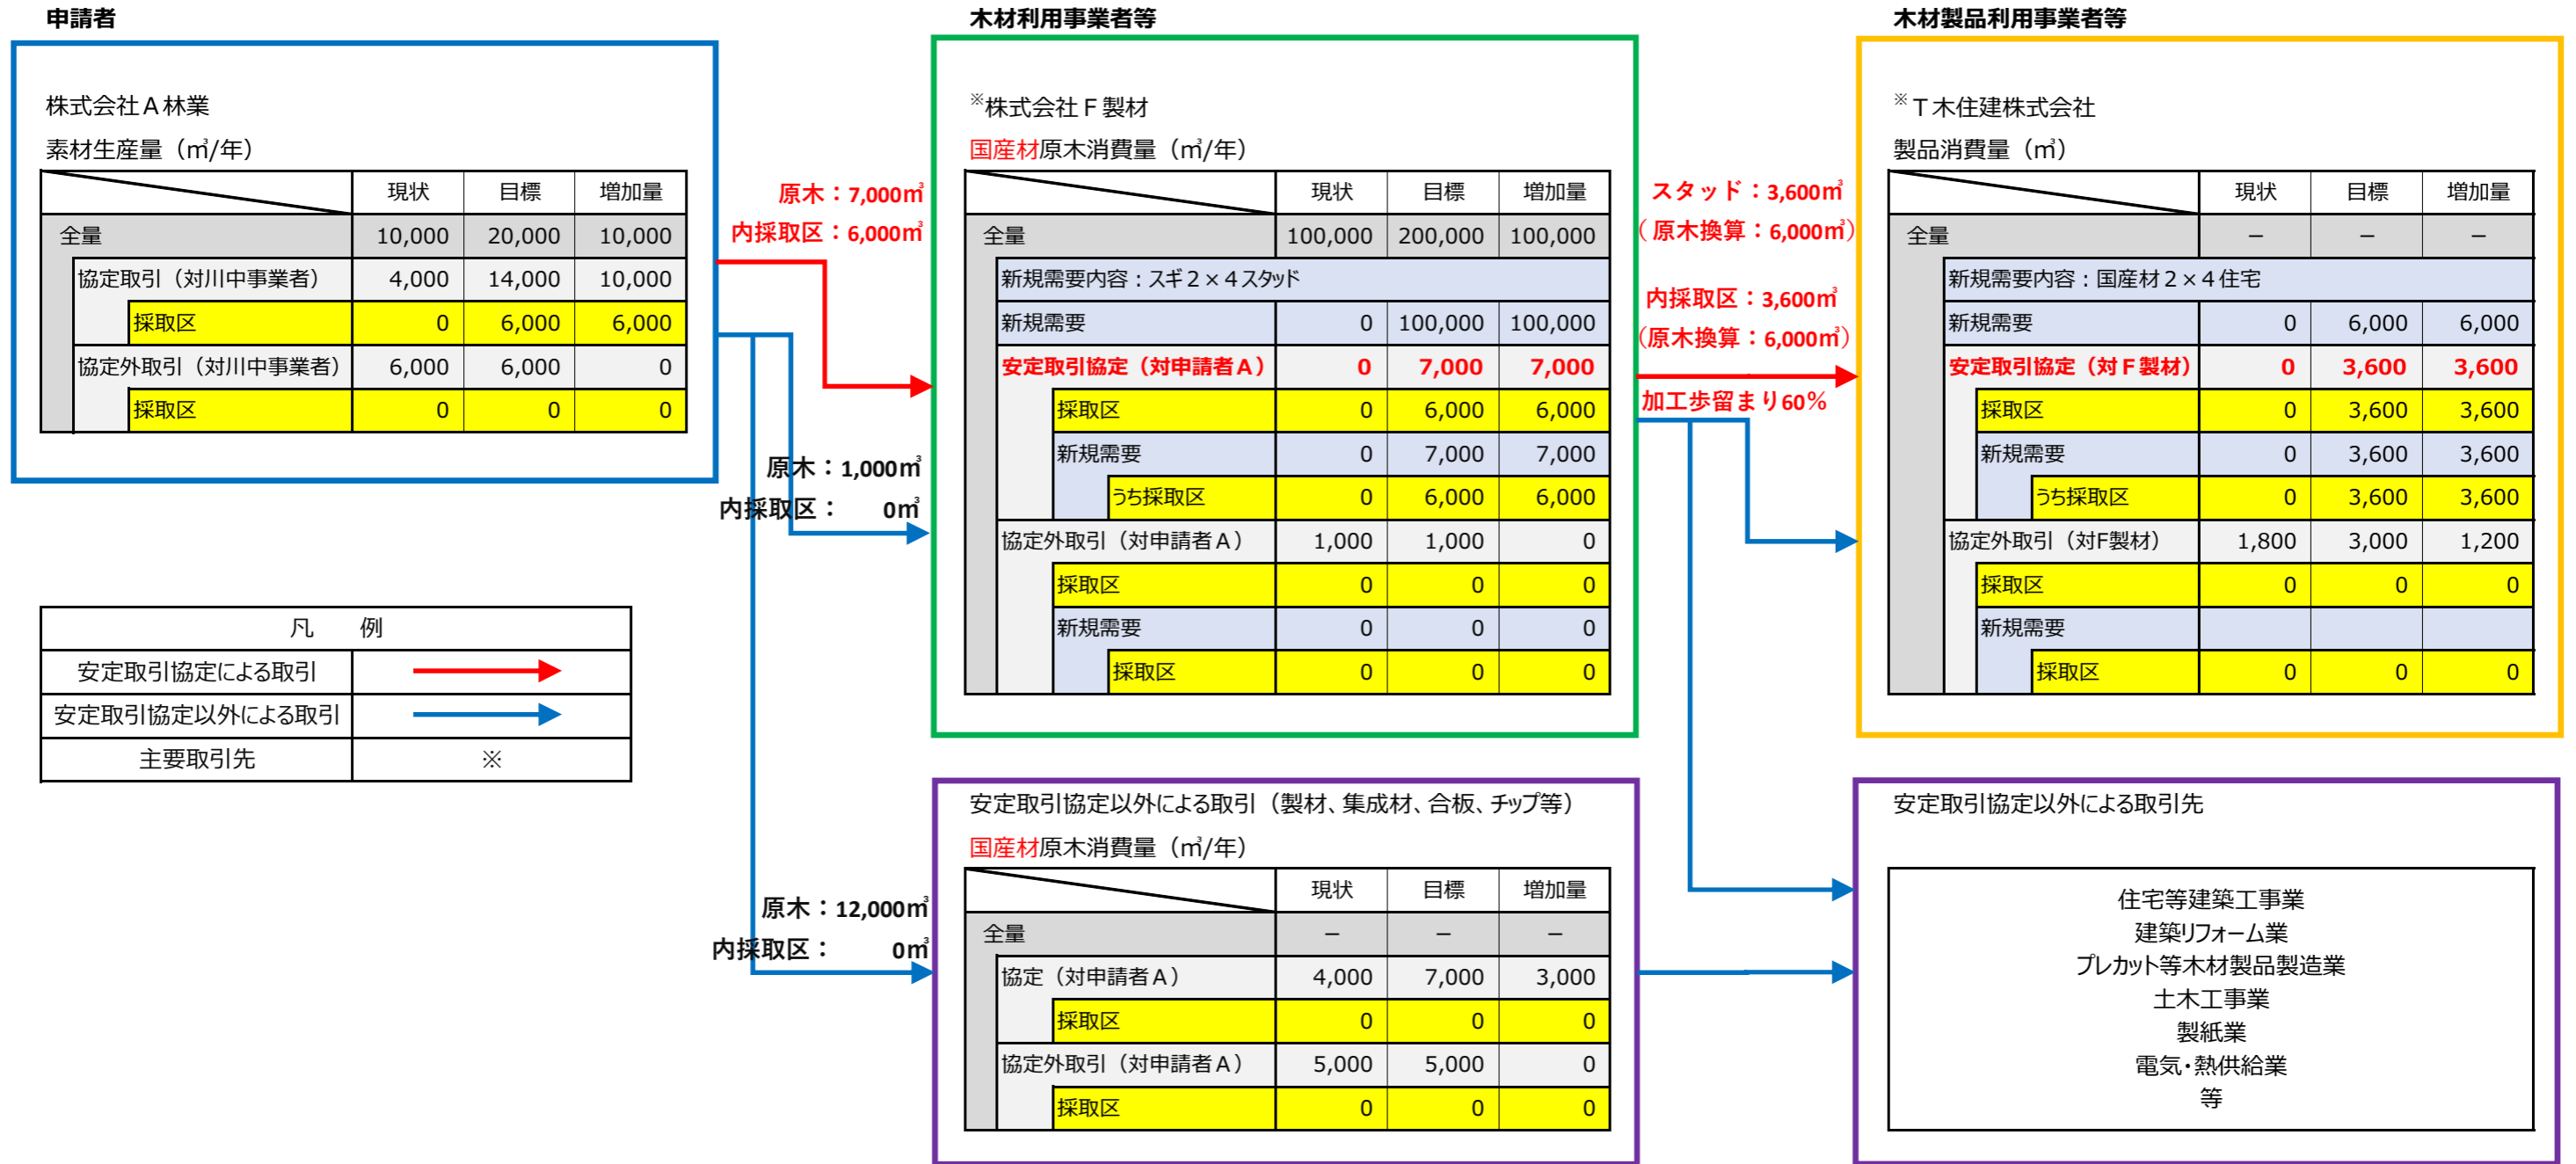 申請者
株式会社A林業
素材生産量（㎥/年）
現状 目標 増加量
全量 10,000 20,000 10,000
協定取引（対川中事業者） 4,000 14,000 10,000
採取区 0 6,000 6,000
協定外取引（対川中事業者） 6,000 6,000 0
採取区 0 0 0
凡　例
安定取引協定による取引
安定取引協定以外による取引
主要取引先 ※
原木：7,000㎥
内採取区：6,000㎥
原木：1,000㎥
内採取区：　0㎥
原木：12,000㎥
内採取区：　0㎥
木材利用事業者等
※株式会社F製材
国産材原木消費量（㎥/年）
現状 目標 増加量
全量 100,000 200,000 100,000
新規需要内容：スギ2×4スタッド
新規需要 0 100,000 100,000
安定取引協定（対申請者A） 0 7,000 7,000
採取区 0 6,000 6,000
新規需要 0 7,000 7,000
うち採取区 0 6,000 6,000
協定外取引（対申請者A） 1,000 1,000 0
採取区 0 0 0
新規需要 0 0 0
採取区 0 0 0
安定取引協定以外による取引（製材、集成材、合板、チップ等）
国産材原木消費量（㎥/年）
現状 目標 増加量
全量 － － －
協定（対申請者A） 4,000 7,000 3,000
採取区 0 0 0
協定外取引（対申請者A） 5,000 5,000 0
採取区 0 0 0
スタッド：3,600㎥
（原木換算：6,000㎥）
内採取区：3,600㎥
（原木換算：6,000㎥）
加工歩留まり60％
木材製品利用事業者等
※T木住建株式会社
製品消費量（㎥）
現状 目標 増加量
全量 － － －
新規需要内容：国産材2×4住宅
新規需要 0 6,000 6,000
安定取引協定（対F製材） 0 3,600 3,600
採取区 0 3,600 3,600
新規需要 0 3,600 3,600
うち採取区 0 3,600 3,600
協定外取引（対F製材） 1,800 3,000 1,200
採取区 0 0 0
新規需要
採取区 0 0 0
安定取引協定以外による取引先
住宅等建築工事業
建築リフォーム業
プレカット等木材製品製造業
土木工事業
製紙業
電気・熱供給業
等